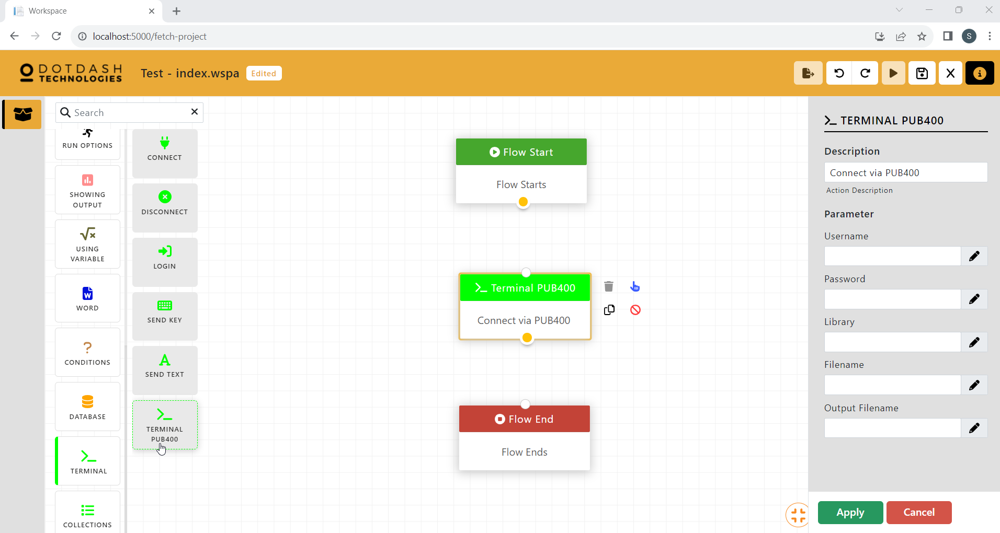 Workspace
localhost:5000/fetch-project
S
DOTDASH
TECHNOLOGIES
Test - index.wspa
Edited
Search
RUN OPTIONS
SHOWING
OUTPUT
USING
VARIABLE
WORD
CONDITIONS
DATABASE
TERMINAL
COLLECTIONS
CONNECT
DISCONNECT
LOGIN
SEND KEY
SEND TEXT
TERMINAL
PUB400
Flow Start
Flow Starts
Terminal PUB400
Connect via PUB400
Flow End
Flow Ends
TERMINAL PUB400
Description
Connect via PUB400
Action Description
Parameter
Username
Password
Library
Filename
Output Filename
Apply
Cancel